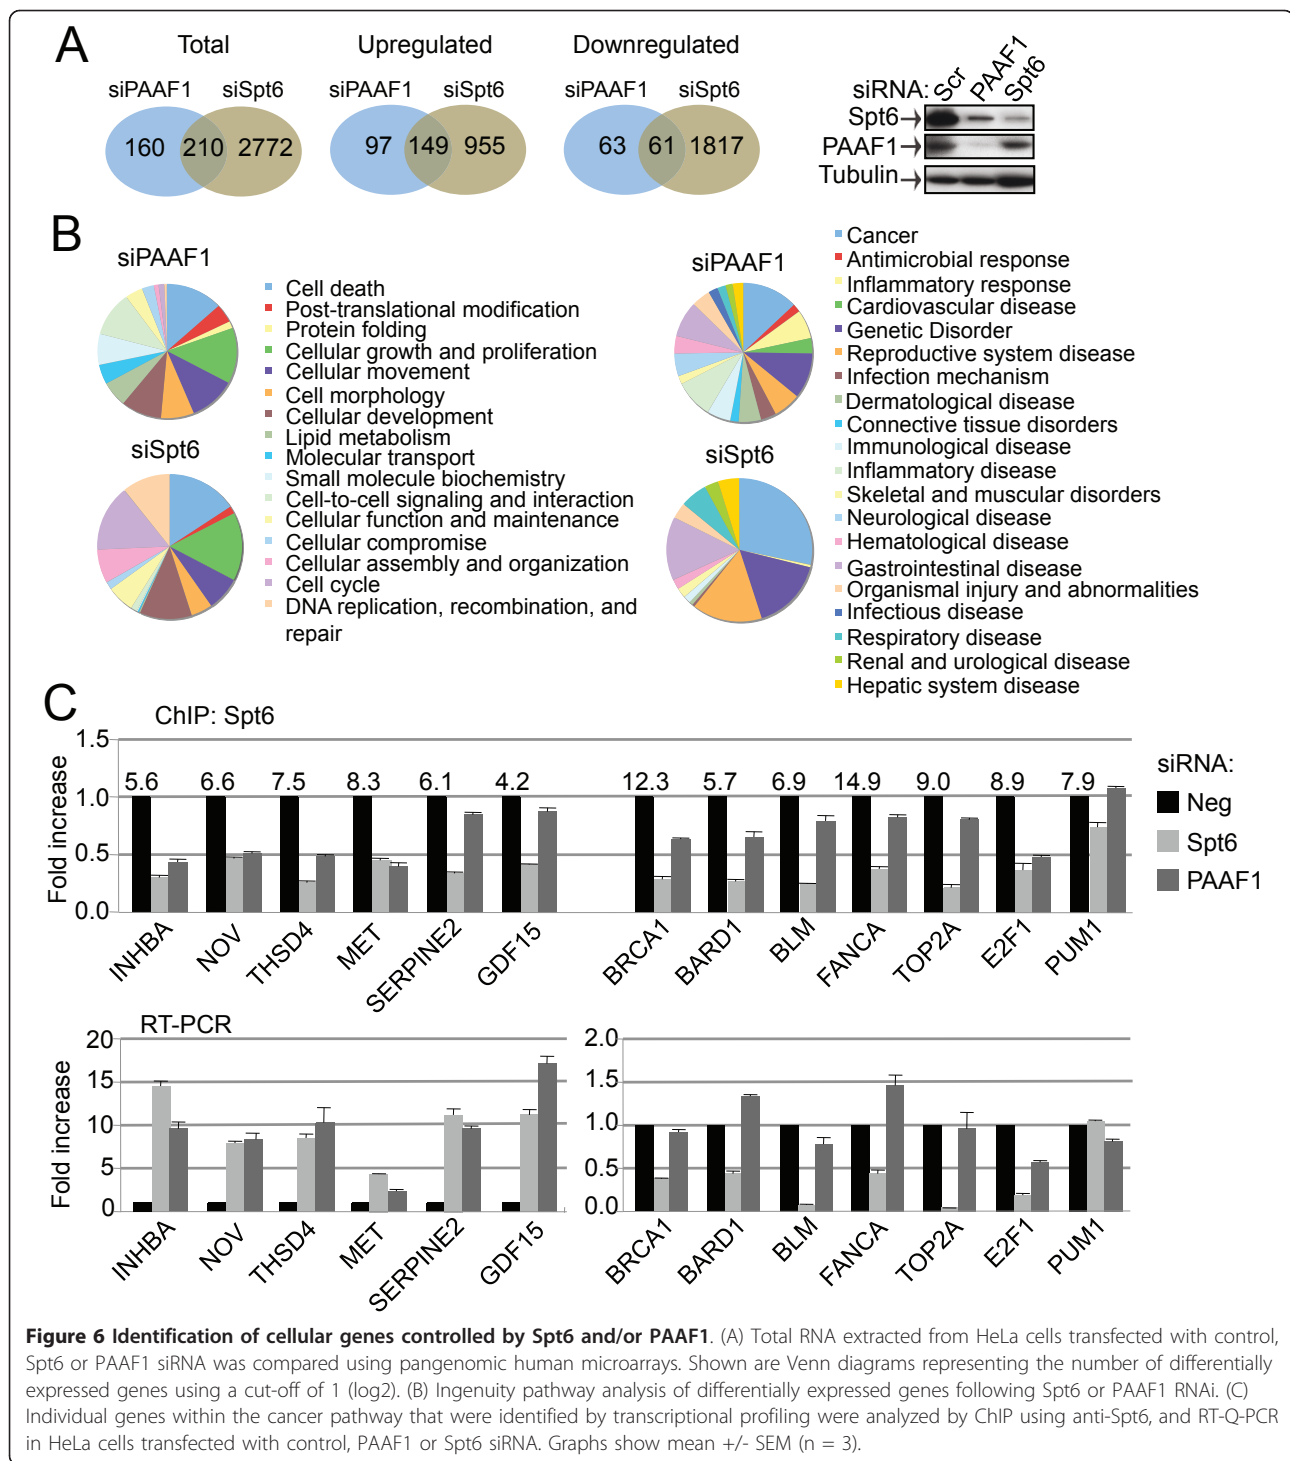 A
Total
Upregulated
Downregulated
siPAAF1
siSpt6
siPAAF1
siSpt6
siPAAF1
siSpt6
160
210
2772
97
149
955
63
61
1817
siRNA:
Scr
PAAF1
Spt6
Spt6
PAAF1
Tubulin
B
siPAAF1
siSpt6
Cell death
Post-translational modification
Protein folding
Cellular growth and proliferation
Cellular movement
Cell morphology
Cellular development
Lipid metabolism
Molecular transport
Small molecule biochemistry
Cell-to-cell signaling and interaction
Cellular function and maintenance
Cellular compromise
Cellular assembly and organization
Cell cycle
DNA replication, recombination, and
repair
siPAAF1
siSpt6
Cancer
Antimicrobial response
Inflammatory response
Cardiovascular disease
Genetic Disorder
Reproductive system disease
Infection mechanism
Dermatological disease
Connective tissue disorders
Immunological disease
Inflammatory disease
Skeletal and muscular disorders
Neurological disease
Hematological disease
Gastrointestinal disease
Organismal injury and abnormalities
Infectious disease
Respiratory disease
Renal and urological disease
Hepatic system disease
C
ChIP: Spt6
Fold increase
1.5
1.0
0.5
0.0
5.6
6.6
7.5
8.3
6.1
4.2
12.3
5.7
6.9
14.9
9.0
8.9
7.9
INHBA
NOV
THSD4
MET
SERPINE2
GDF15
BRCA1
BARD1
BLM
FANCA
TOP2A
E2F1
PUM1
siRNA:
Neg
Spt6
PAAF1
RT-PCR
Fold increase
20
15
10
5
0
INHBA
NOV
THSD4
MET
SERPINE2
GDF15
2.0
1.5
1.0
0.5
0.0
BRCA1
BARD1
BLM
FANCA
TOP2A
E2F1
PUM1
Figure 6 Identification of cellular genes controlled by Spt6 and/or PAAF1. (A) Total RNA extracted from HeLa cells transfected with control,
Spt6 or PAAF1 siRNA was compared using pangenomic human microarrays. Shown are Venn diagrams representing the number of differentially
expressed genes using a cut-off of 1 (log2). (B) Ingenuity pathway analysis of differentially expressed genes following Spt6 or PAAF1 RNAi. (C)
Individual genes within the cancer pathway that were identified by transcriptional profiling were analyzed by ChIP using anti-Spt6, and RT-Q-PCR
in HeLa cells transfected with control, PAAF1 or Spt6 siRNA. Graphs show mean +/- SEM (n = 3).